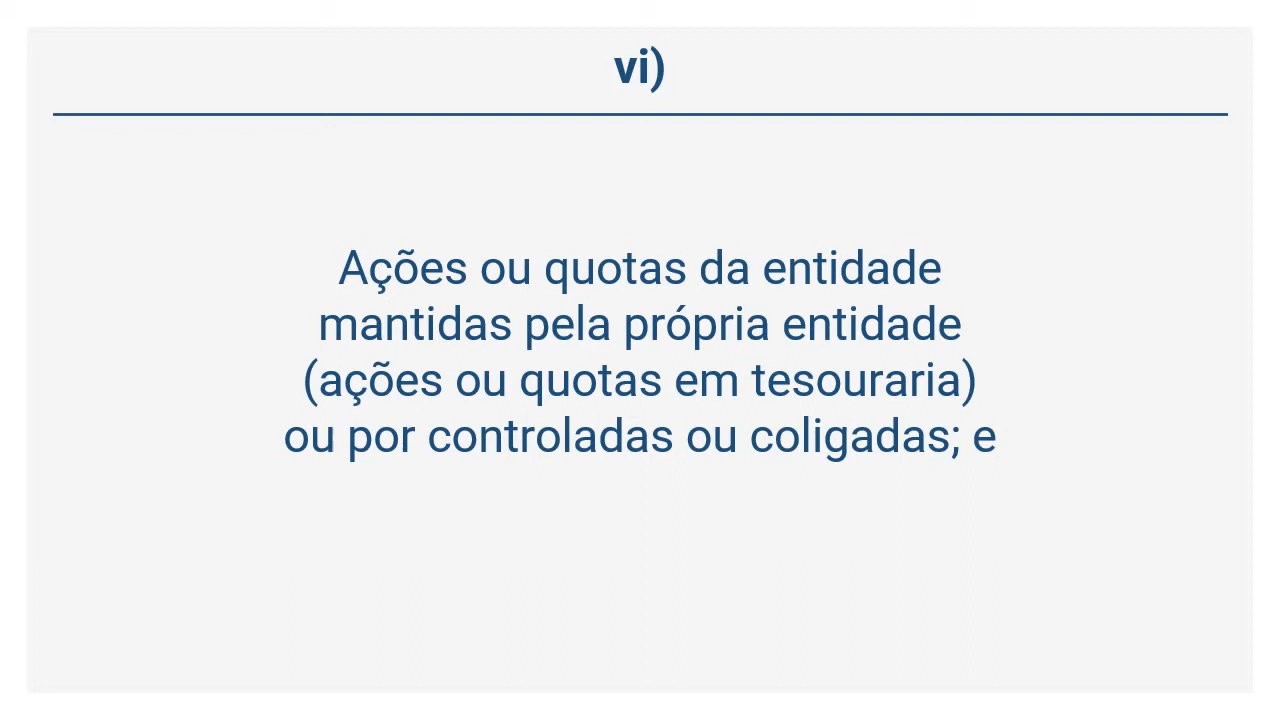 vi)
Ações ou quotas da entidade
mantidas pela própria entidade
(ações ou quotas em tesouraria)
ou por controladas ou coligadas; e